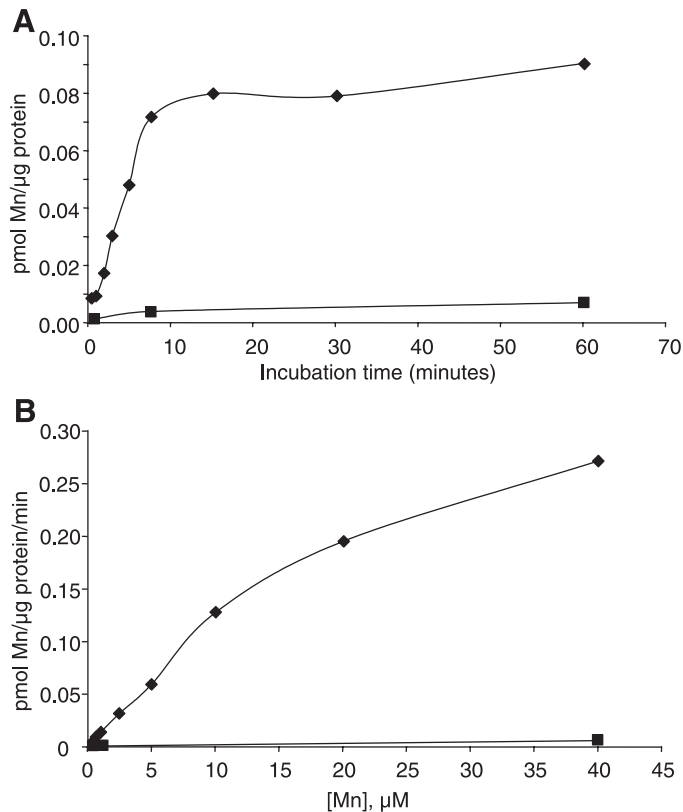 A
0.10
0.08
0.06
0.04
0.02
0.00
pmol Mn/µg protein
0 10 20 30 40 50 60 70
Incubation time (minutes)
B
0.30
0.25
0.20
0.15
0.10
0.05
0
pmol Mn/µg protein/min
0 5 10 15 20 25 30 35 40 45
[Mn], µM